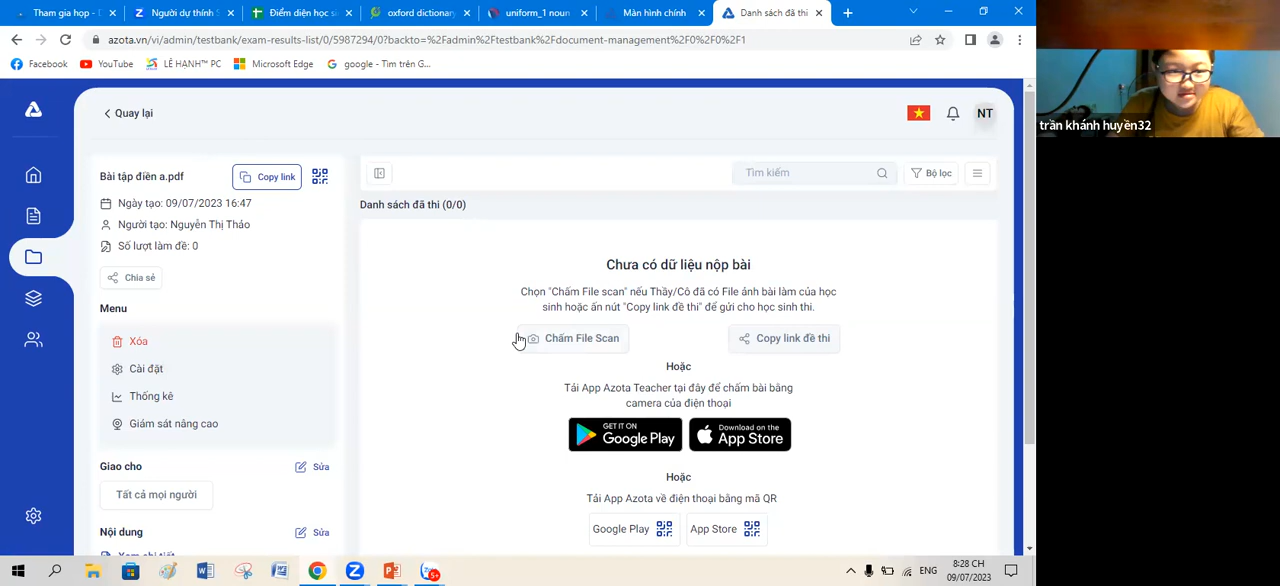 Tham gia họp - D
Người dự thính S
Điểm diện học si
oxford dictionary
uniform_1 noun
Màn hình chính
Danh sách đã thi
azota.vn/vi/admin/testbank/exam-results-list/0/5987294/0?backto=%2Fadmin%2Ftestbank%2Fdocument-management%2F0%2F0%2F1
Facebook
YouTube
LÊ HẠNH™ PC
Microsoft Edge
google - Tìm trên G...
Quay lại
NT
trần khánh huyền32
Bài tập điền a.pdf
Copy link
Ngày tạo: 09/07/2023 16:47
Người tạo: Nguyễn Thị Thảo
Số lượt làm đề: 0
Chia sẻ
Menu
Xóa
Cài đặt
Thống kê
Giám sát nâng cao
Giao cho
Sửa
Tất cả mọi người
Nội dung
Sửa
Xem chi tiết
Tìm kiếm
Bộ lọc
Danh sách đã thi (0/0)
Chưa có dữ liệu nộp bài
Chọn "Chấm File scan" nếu Thầy/Cô đã có File ảnh bài làm của học
sinh hoặc ấn nút "Copy link đề thi" để gửi cho học sinh thi.
Chấm File Scan
Copy link đề thi
Hoặc
Tải App Azota Teacher tại đây để chấm bài bằng
camera của điện thoại
GET IT ON
Google Play
Download on the
App Store
Hoặc
Tải App Azota về điện thoại bằng mã QR
Google Play
App Store
ENG
8:28 CH
09/07/2023